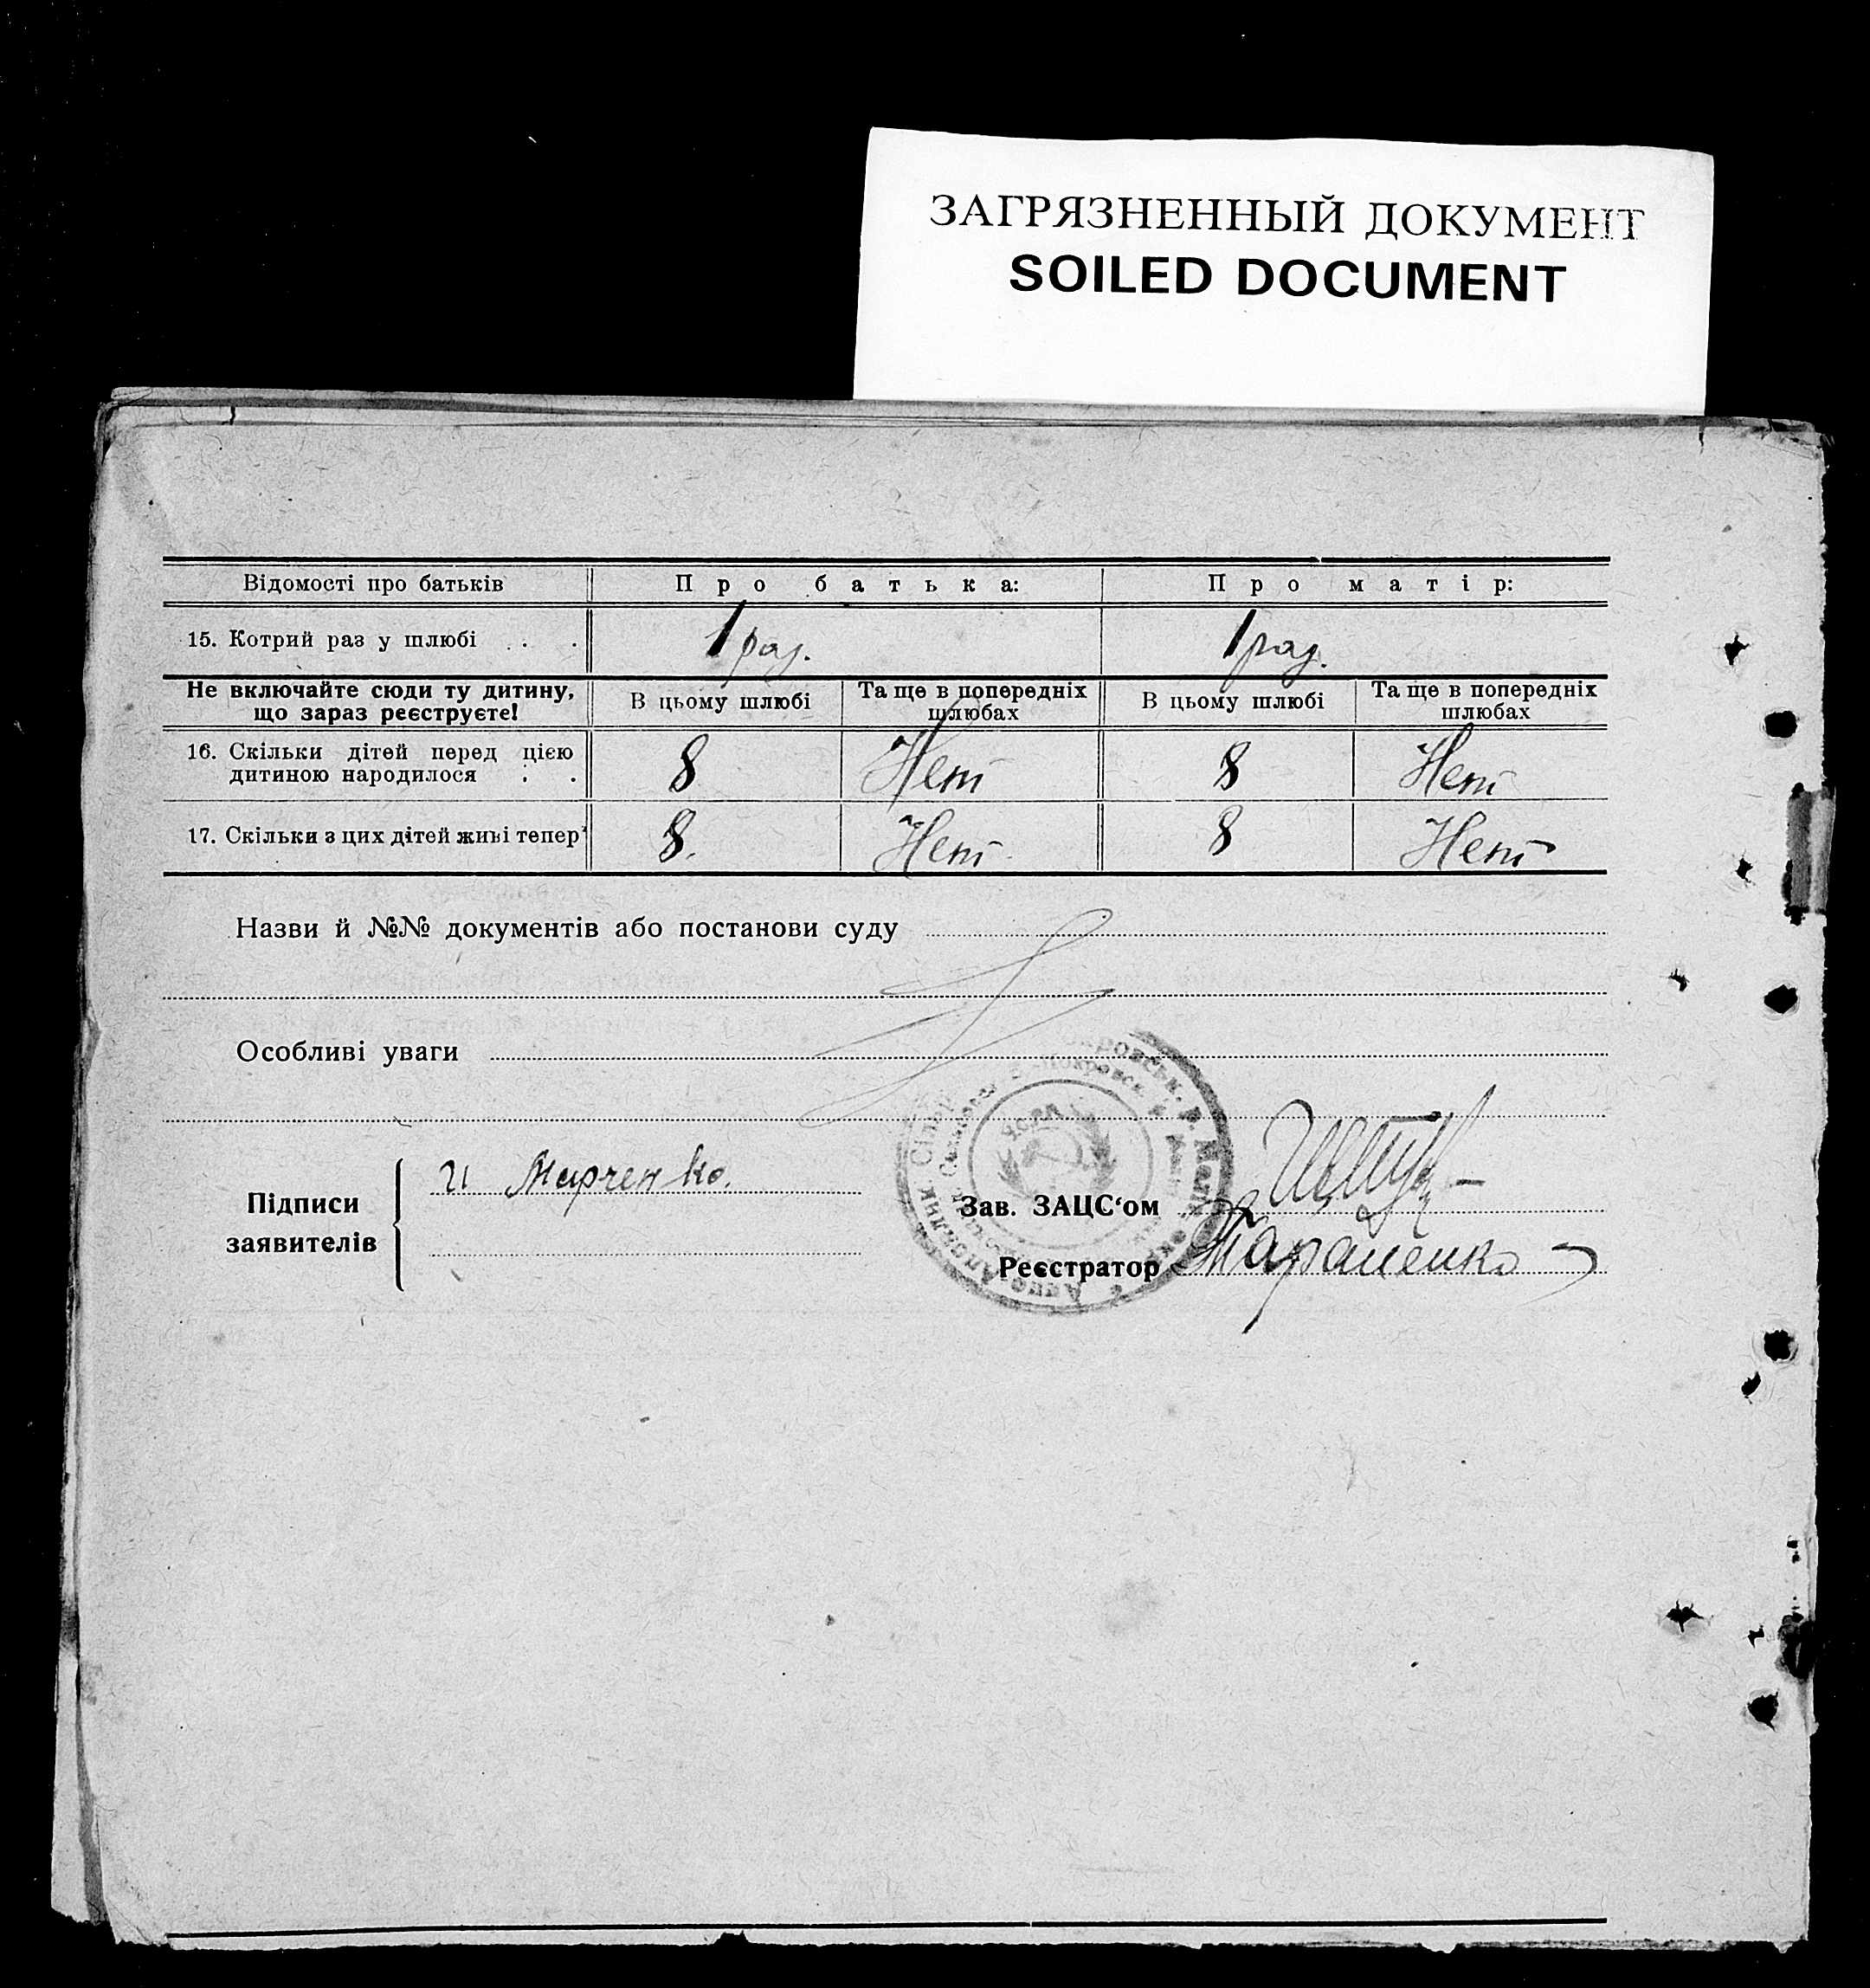 ЗАГРЯЗНЕННЫЙ ДОКУМЕНТ
SOILED DOCUMENT
Відомості про батьків Про батька: Про матір:
15. Котрий раз у шлюбі . . 1 раз. 1 раз.
Не включайте сюди ту дитину, що зараз реєструєте! В цьому шлюбі Та ще в попередніх шлюбах В цьому шлюбі Та ще в попередніх шлюбах
16. Скільки дітей перед цією
дитиною народилося . . 8 Нет 8 Нет
17. Скільки з цих дітей живі тепер 8. Нет 8 Нет
Назви й №№ документів або постанови суду
Особливі уваги
Підписи заявителів
и Марченко.
Зав. ЗАЦС‘ом
Реєстратор